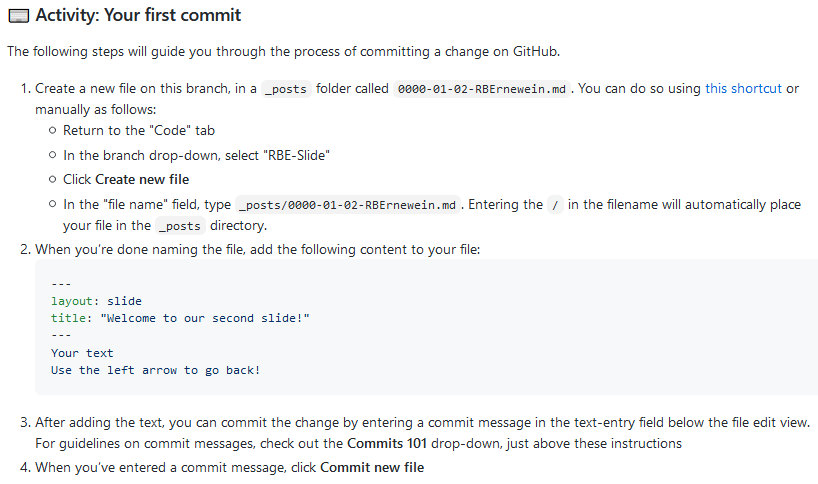 Activity: Your first commit
The following steps will guide you through the process of committing a change on GitHub.
1. Create a new file on this branch, in a _posts folder called 0000-01-02-RBErnewein.md . You can do so using this shortcut or
manually as follows:
Return to the "Code" tab
In the branch drop-down, select "RBE-Slide"
Click Create new file
In the "file name" field, type _posts/0000-01-02-RBErnewein.md . Entering the / in the filename will automatically place
your file in the _posts directory.
2. When you're done naming the file, add the following content to your file:
---
layout: slide
title: "Welcome to our second slide!"
---
Your text
Use the left arrow to go back!
3. After adding the text, you can commit the change by entering a commit message in the text-entry field below the file edit view.
For guidelines on commit messages, check out the Commits 101 drop-down, just above these instructions
4. When you've entered a commit message, click Commit new file